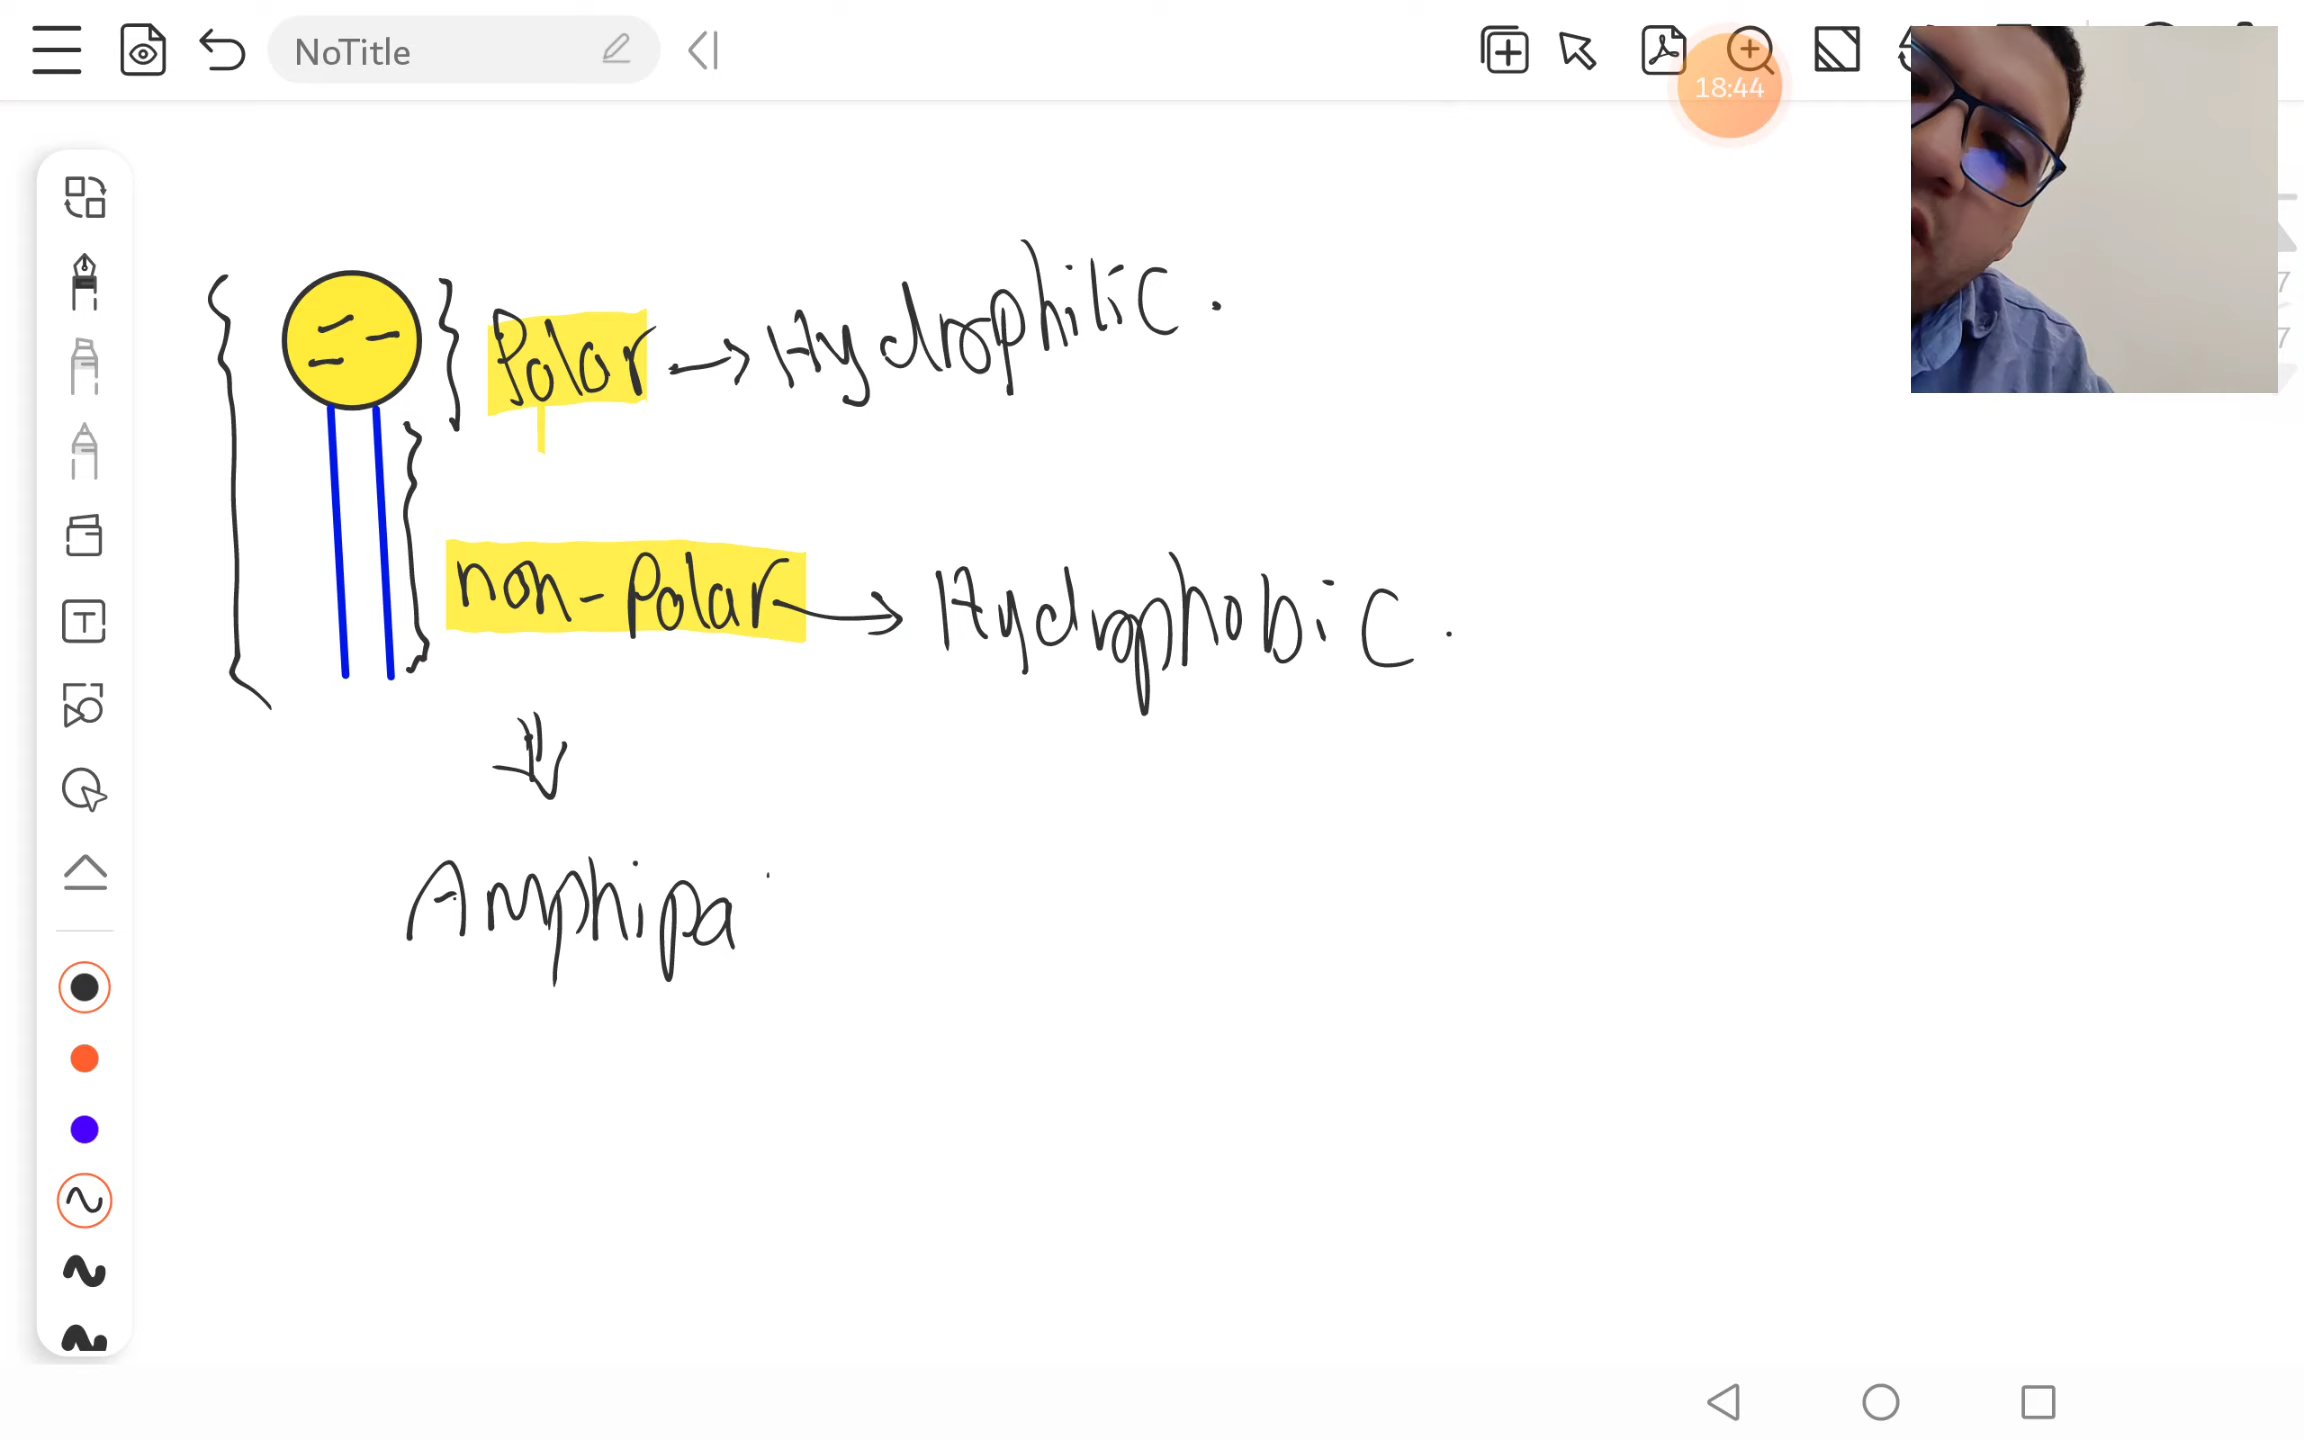 NoTitle
18:44
Polar → Hydrophilic.
non-Polar → Hydrophobic.
Amphipa